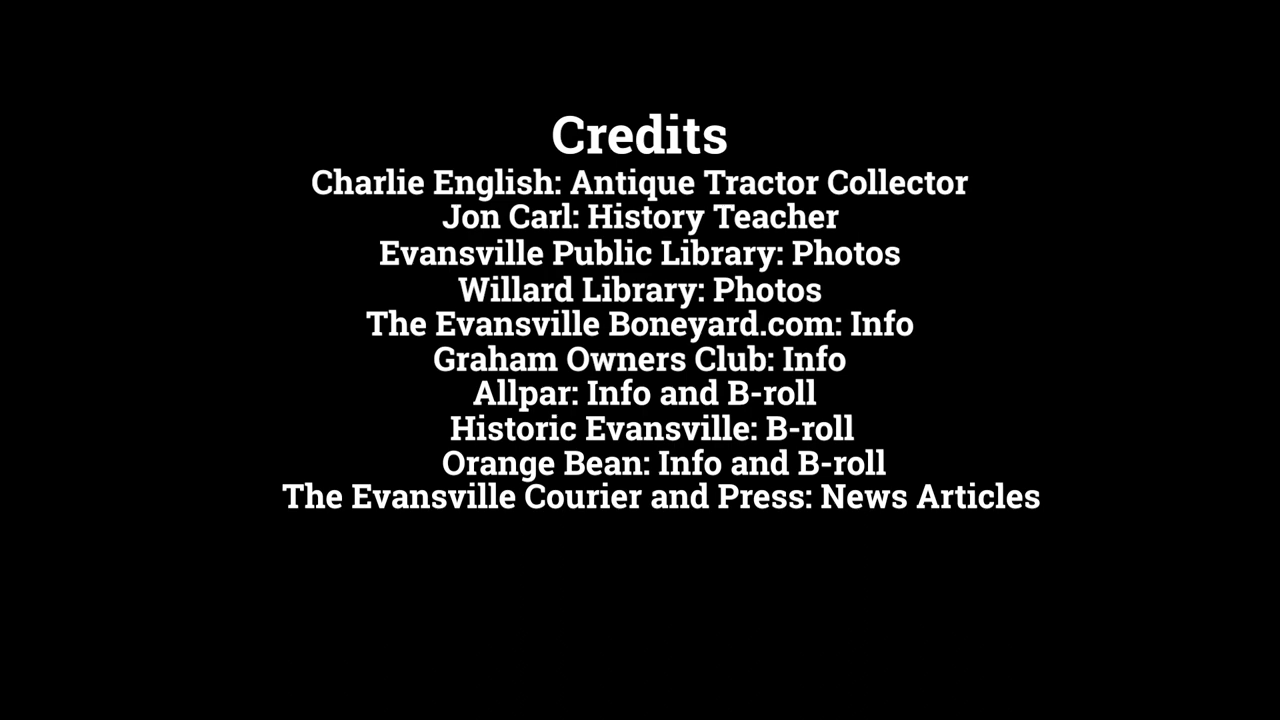 Credits
Charlie English: Antique Tractor Collector
Jon Carl: History Teacher
Evansville Public Library: Photos
Willard Library: Photos
The Evansville Boneyard.com: Info
Graham Owners Club: Info
Allpar: Info and B-roll
Historic Evansville: B-roll
Orange Bean: Info and B-roll
The Evansville Courier and Press: News Articles